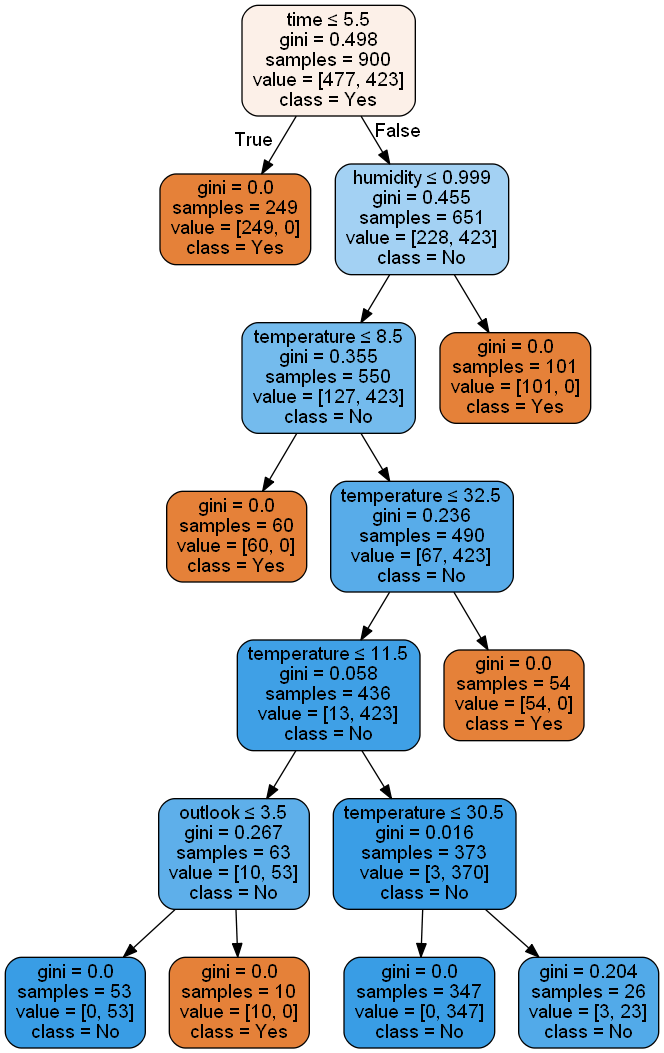 time ≤ 5.5
gini = 0.498
samples = 900
value = [477, 423]
class = Yes
True
False
gini = 0.0
samples = 249
value = [249, 0]
class = Yes
humidity ≤ 0.999
gini = 0.455
samples = 651
value = [228, 423]
class = No
temperature ≤ 8.5
gini = 0.355
samples = 550
value = [127, 423]
class = No
gini = 0.0
samples = 101
value = [101, 0]
class = Yes
gini = 0.0
samples = 60
value = [60, 0]
class = Yes
temperature ≤ 32.5
gini = 0.236
samples = 490
value = [67, 423]
class = No
temperature ≤ 11.5
gini = 0.058
samples = 436
value = [13, 423]
class = No
gini = 0.0
samples = 54
value = [54, 0]
class = Yes
outlook ≤ 3.5
gini = 0.267
samples = 63
value = [10, 53]
class = No
temperature ≤ 30.5
gini = 0.016
samples = 373
value = [3, 370]
class = No
gini = 0.0
samples = 53
value = [0, 53]
class = No
gini = 0.0
samples = 10
value = [10, 0]
class = Yes
gini = 0.0
samples = 347
value = [0, 347]
class = No
gini = 0.204
samples = 26
value = [3, 23]
class = No